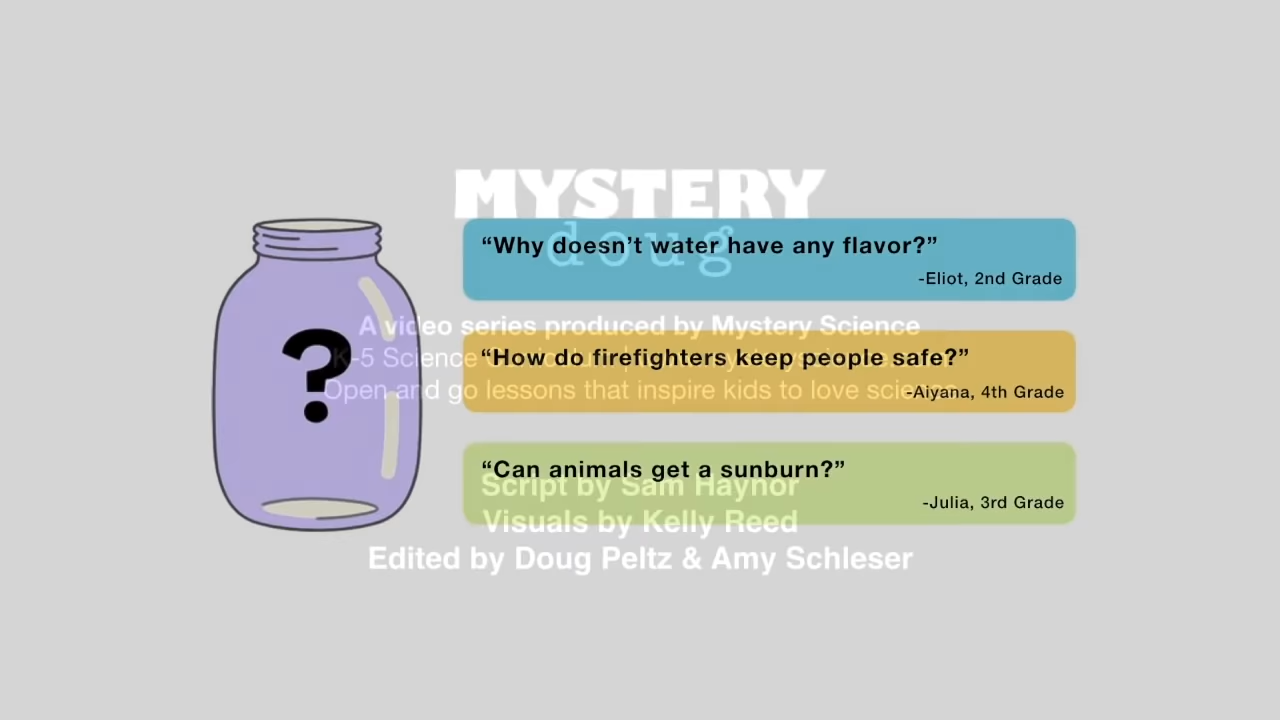 MYSTERY
doug
?
“Why doesn’t water have any flavor?”
-Eliot, 2nd Grade
A video series produced by Mystery Science
“How do firefighters keep people safe?”
K-5 Science
Open and go lessons that inspire kids to love science
-Aiyana, 4th Grade
“Can animals get a sunburn?”
Script by Sam Haynor
-Julia, 3rd Grade
Visuals by Kelly Reed
Edited by Doug Peltz & Amy Schleser